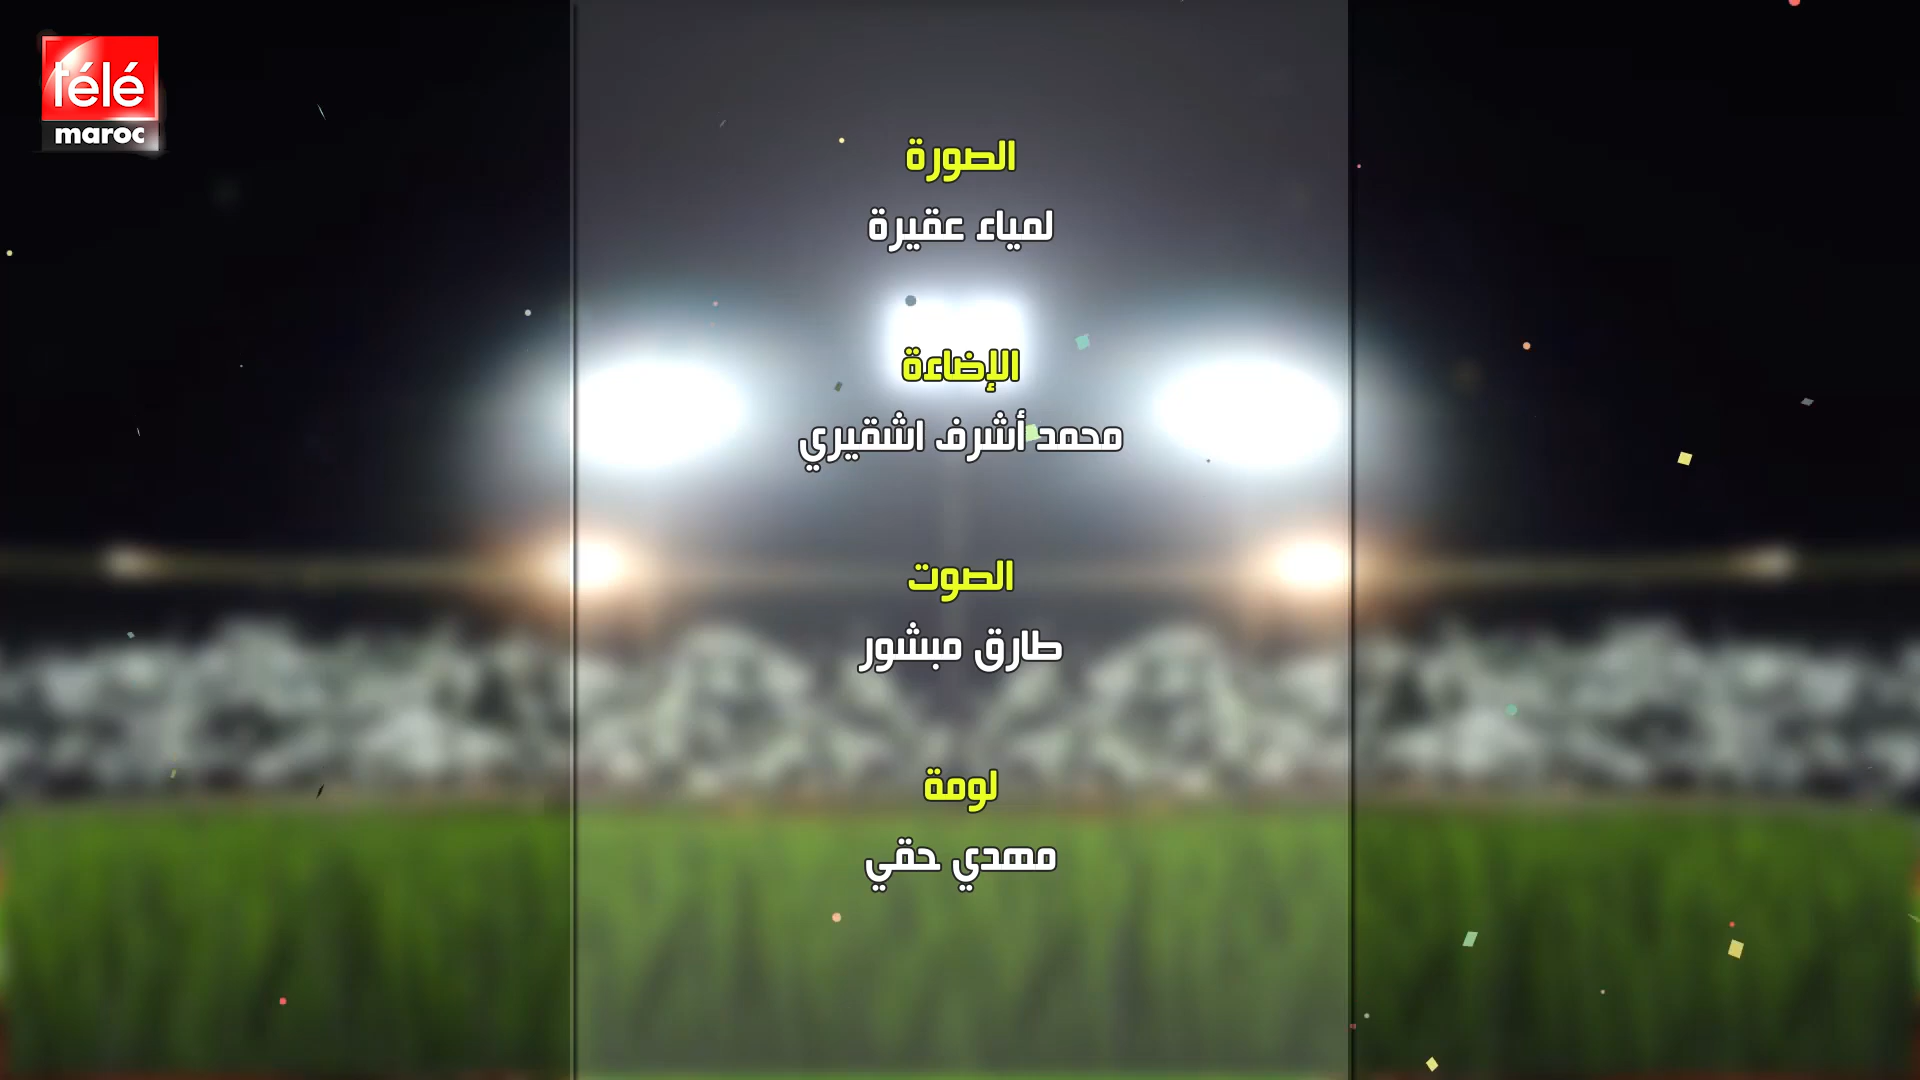 télé
maroc
الصورة
لمياء عقيرة
الإضاءة
محمد أشرف اشقيري
الصوت
طارق مبشور
لومة
مهدي حقي